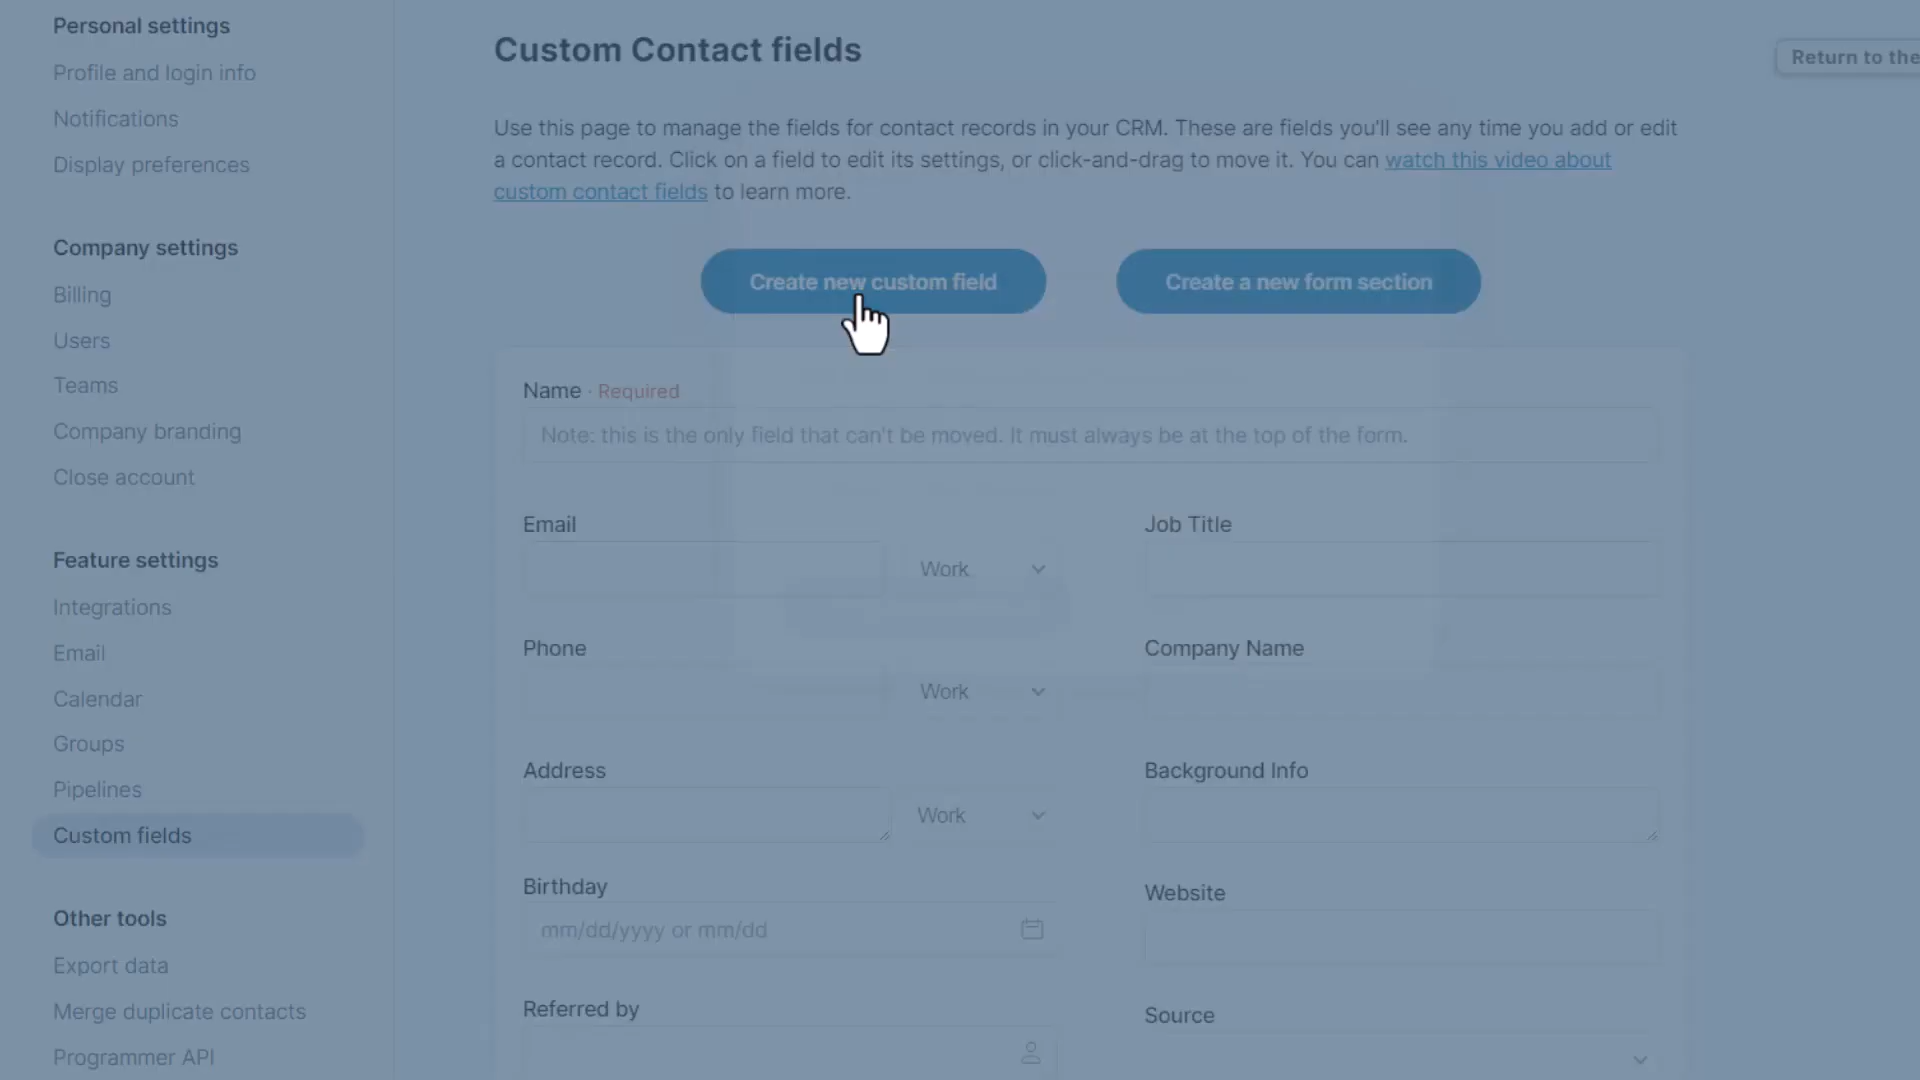 Personal settings
Profile and login info
Notifications
Display preferences
Company settings
Billing
Users
Teams
Company branding
Close account
Feature settings
Integrations
Email
Calendar
Groups
Pipelines
Custom fields
Other tools
Export data
Merge duplicate contacts
Programmer API
Custom Contact fields
Return to the
Use this page to manage the fields for contact records in your CRM. These are fields you'll see any time you add or edit
a contact record. Click on a field to edit its settings, or click-and-drag to move it. You can watch this video about
custom contact fields to learn more.
Create new custom field
Create a new form section
Name · Required
Note: this is the only field that can't be moved. It must always be at the top of the form.
Email
Work
Job Title
Phone
Work
Company Name
Address
Work
Background Info
Birthday
mm/dd/yyyy or mm/dd
Website
Referred by
Source